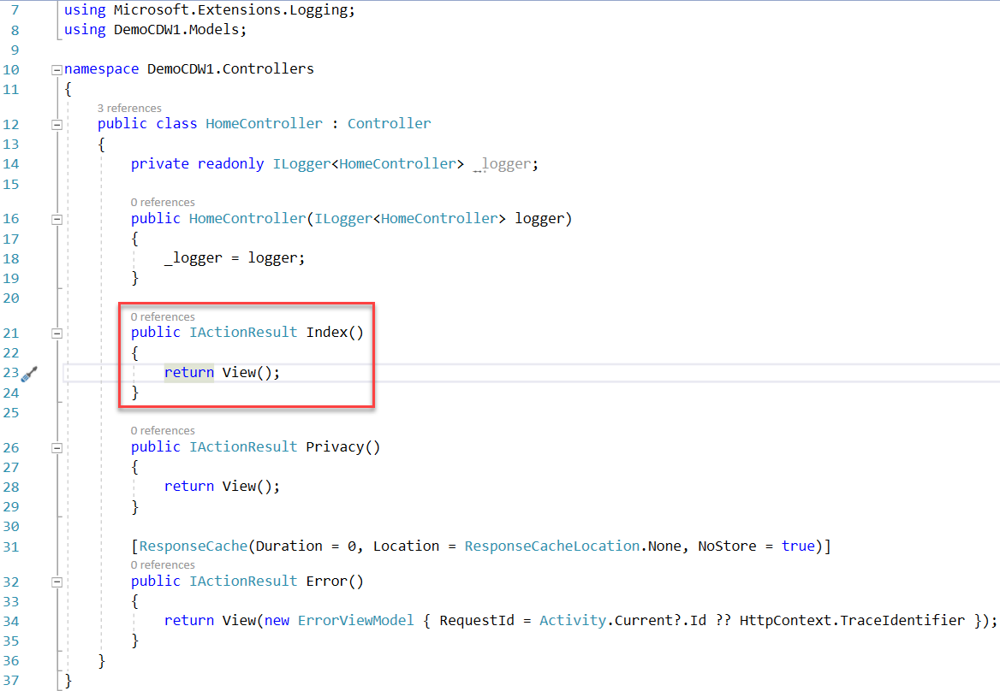 7 using Microsoft.Extensions.Logging;
8 using DemoCDW1.Models;
9
10 namespace DemoCDW1.Controllers
11 {
3 references
12 public class HomeController : Controller
13 {
14 private readonly ILogger<HomeController> _logger;
15
0 references
16 public HomeController(ILogger<HomeController> logger)
17 {
18 _logger = logger;
19 }
20
0 references
21 public IActionResult Index()
22 {
23 return View();
24 }
25
0 references
26 public IActionResult Privacy()
27 {
28 return View();
29 }
30
31 [ResponseCache(Duration = 0, Location = ResponseCacheLocation.None, NoStore = true)]
0 references
32 public IActionResult Error()
33 {
34 return View(new ErrorViewModel { RequestId = Activity.Current?.Id ?? HttpContext.TraceIdentifier });
35 }
36 }
37 }